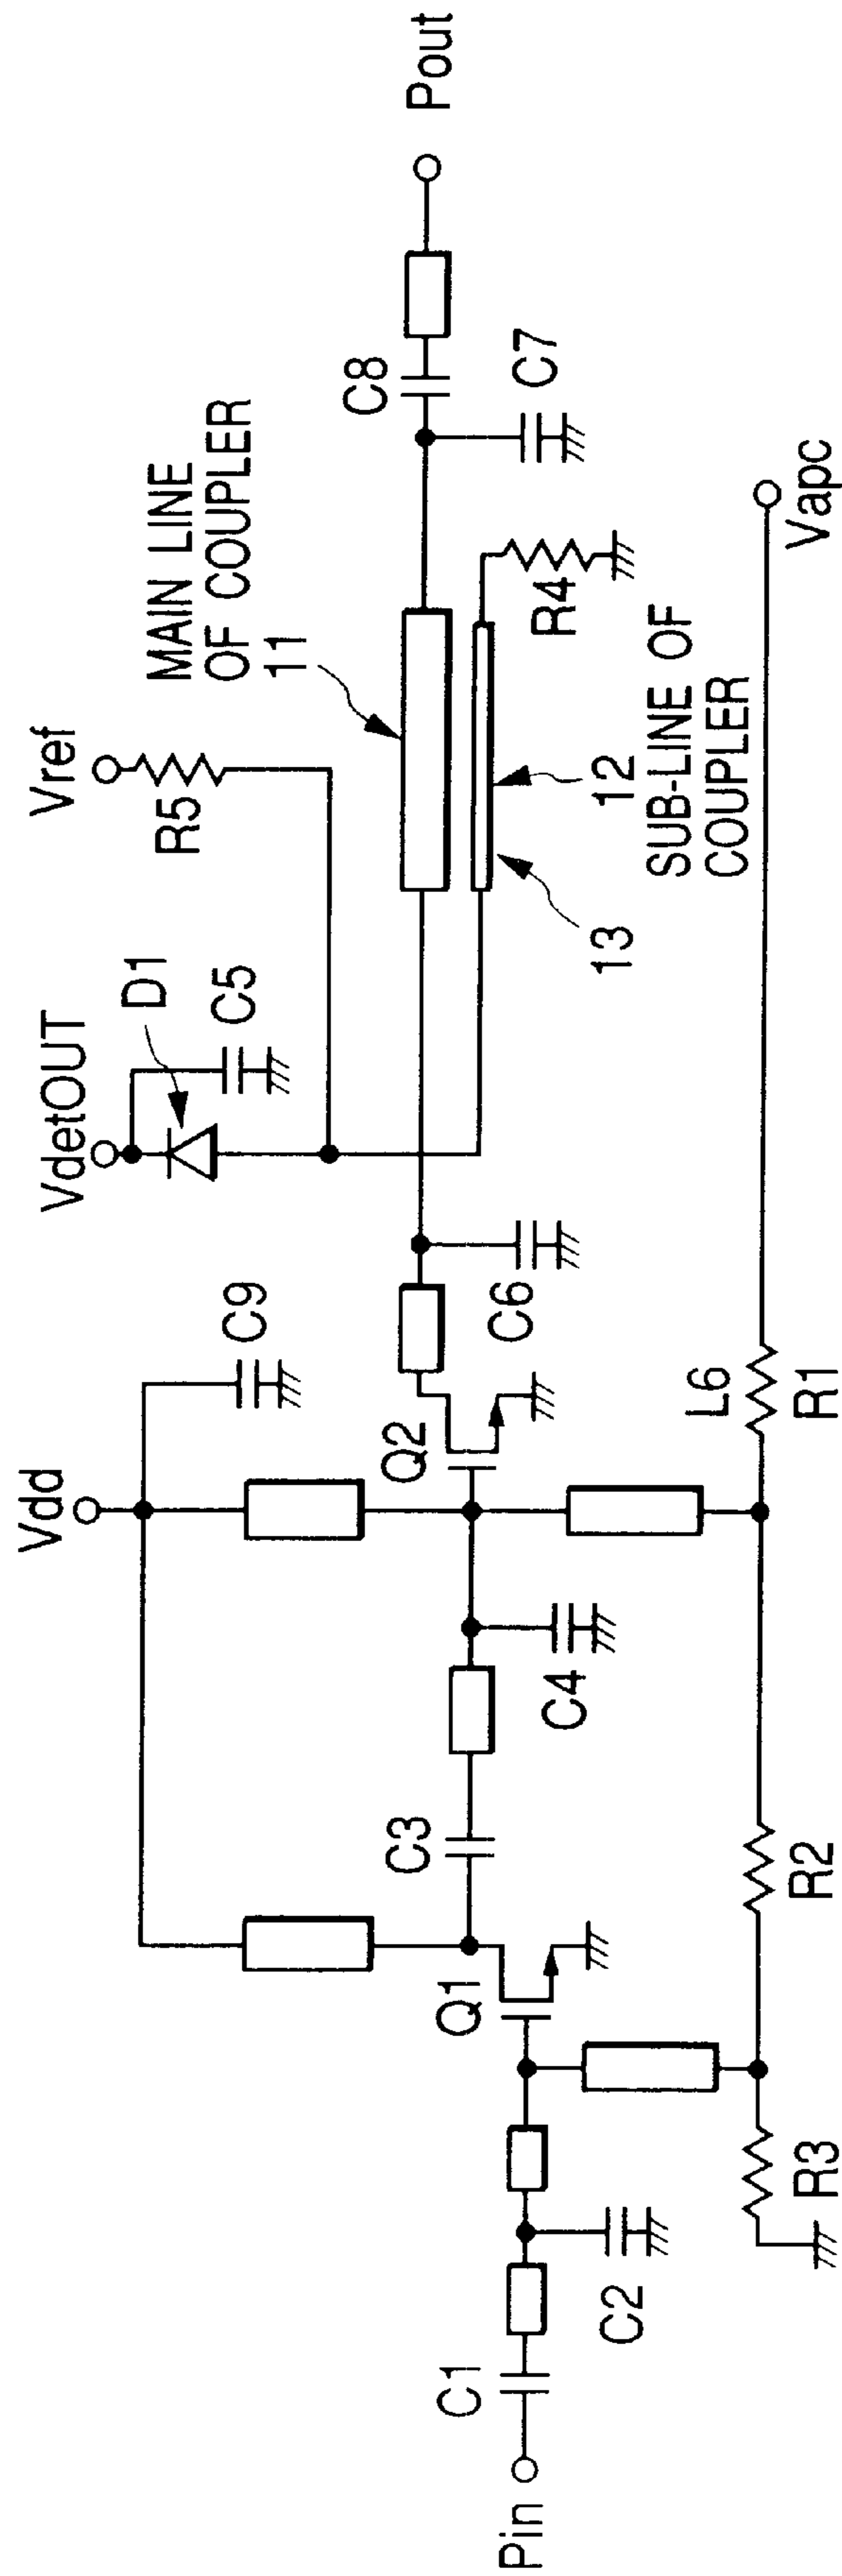 Vdd
Vref
VdetOUT
D1
C5
R5
MAIN LINE
OF COUPLER
11
C9
Pout
C8
C7
Q2
C6
R4
12
SUB-LINE OF
COUPLER
13
C3
C4
Q1
L6
R1
Vapc
Pin
C1
C2
R3
R2